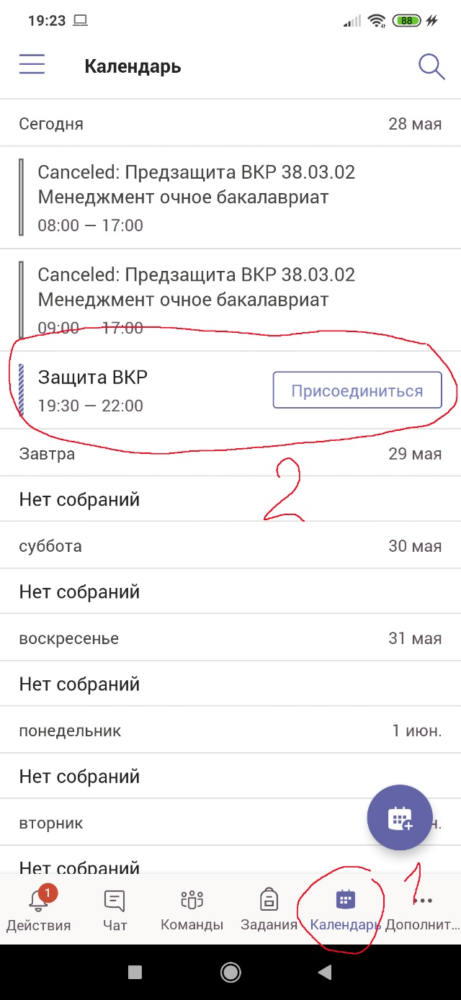 19:23
88
Календарь
Сегодня 28 мая
Canceled: Предзащита ВКР 38.03.02
Менеджмент очное бакалавриат
08:00 — 17:00
Canceled: Предзащита ВКР 38.03.02
Менеджмент очное бакалавриат
09:00 — 17:00
Защита ВКР
19:30 — 22:00
Присоединиться
Завтра 29 мая
2
Нет собраний
суббота 30 мая
Нет собраний
воскресенье 31 мая
Нет собраний
понедельник 1 июн.
Нет собраний
вторник
Нет собраний
1
1
Действия Чат Команды Задания Календарь Дополнит...